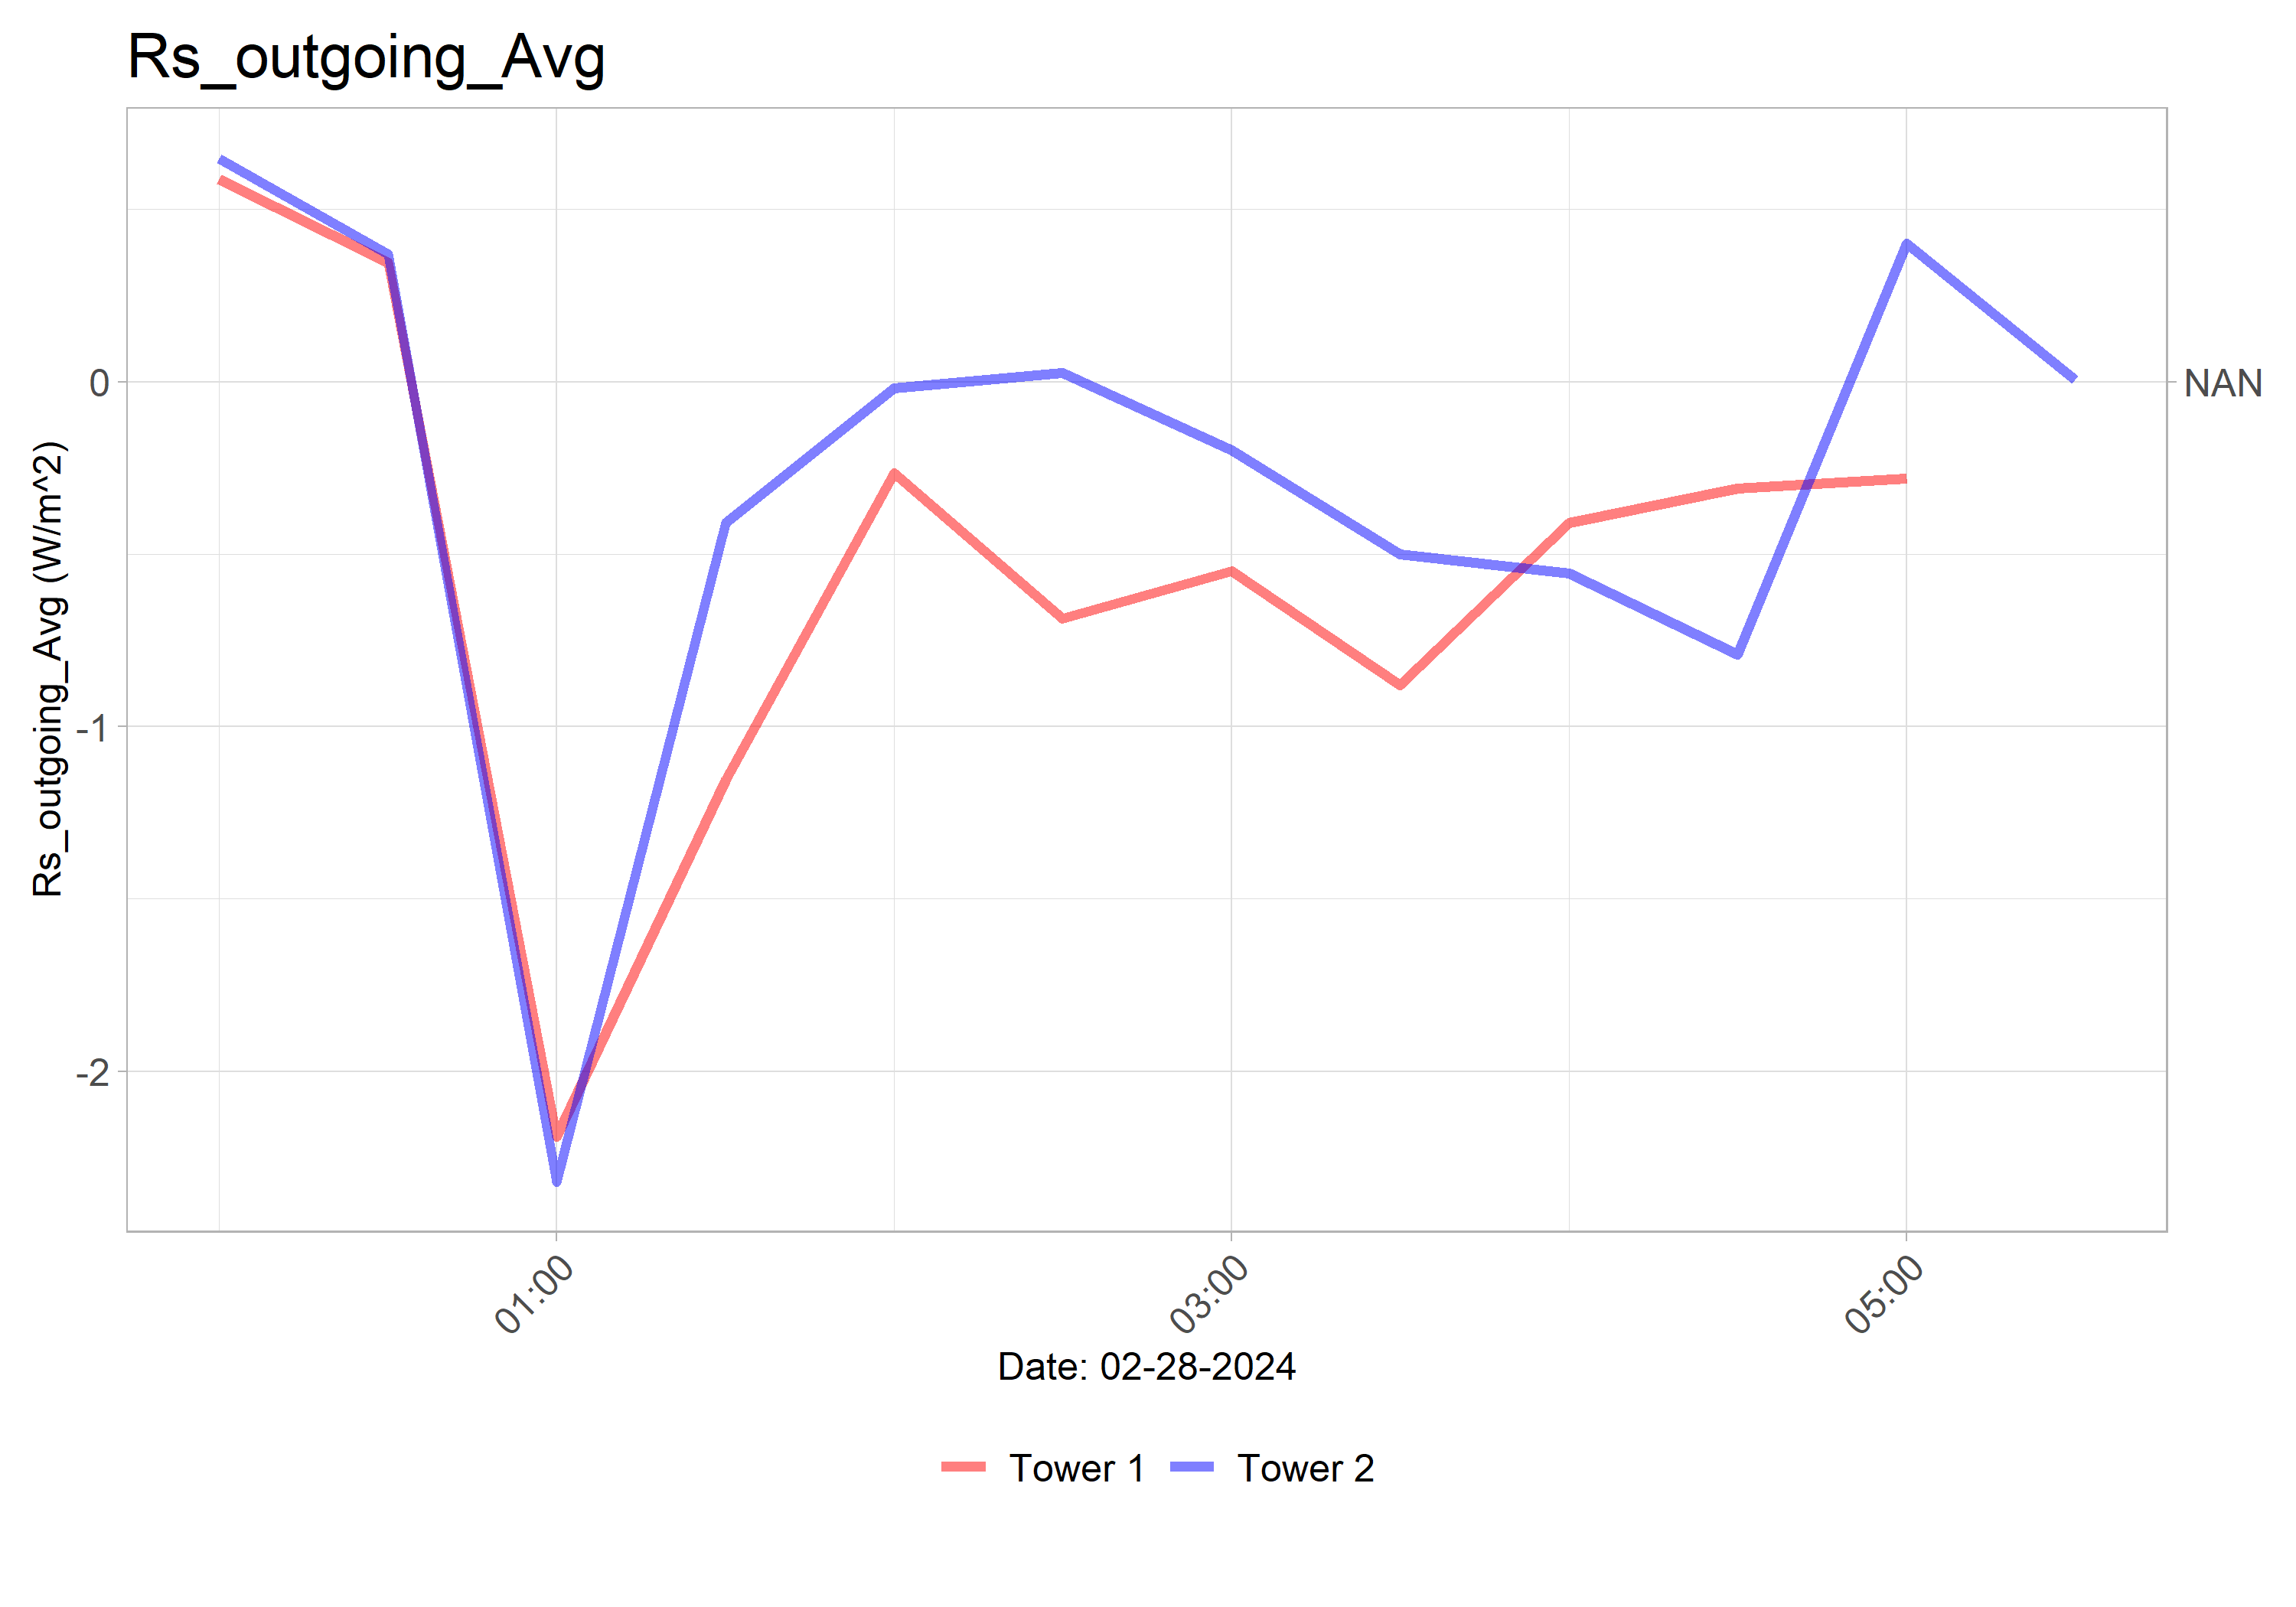 Rs_outgoing_Avg
Rs_outgoing_Avg (W/m^2)
0
-1
-2
NAN
01:00
03:00
05:00
Date: 02-28-2024
Tower 1
Tower 2